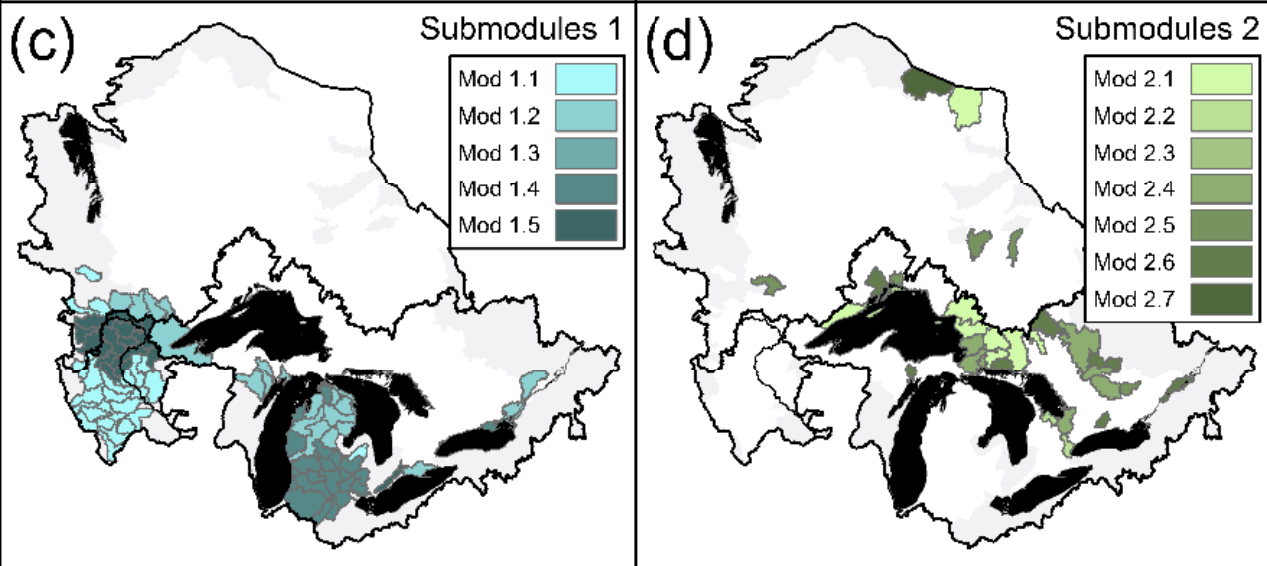 (c)
Submodules 1
Mod 1.1
Mod 1.2
Mod 1.3
Mod 1.4
Mod 1.5
(d)
Submodules 2
Mod 2.1
Mod 2.2
Mod 2.3
Mod 2.4
Mod 2.5
Mod 2.6
Mod 2.7